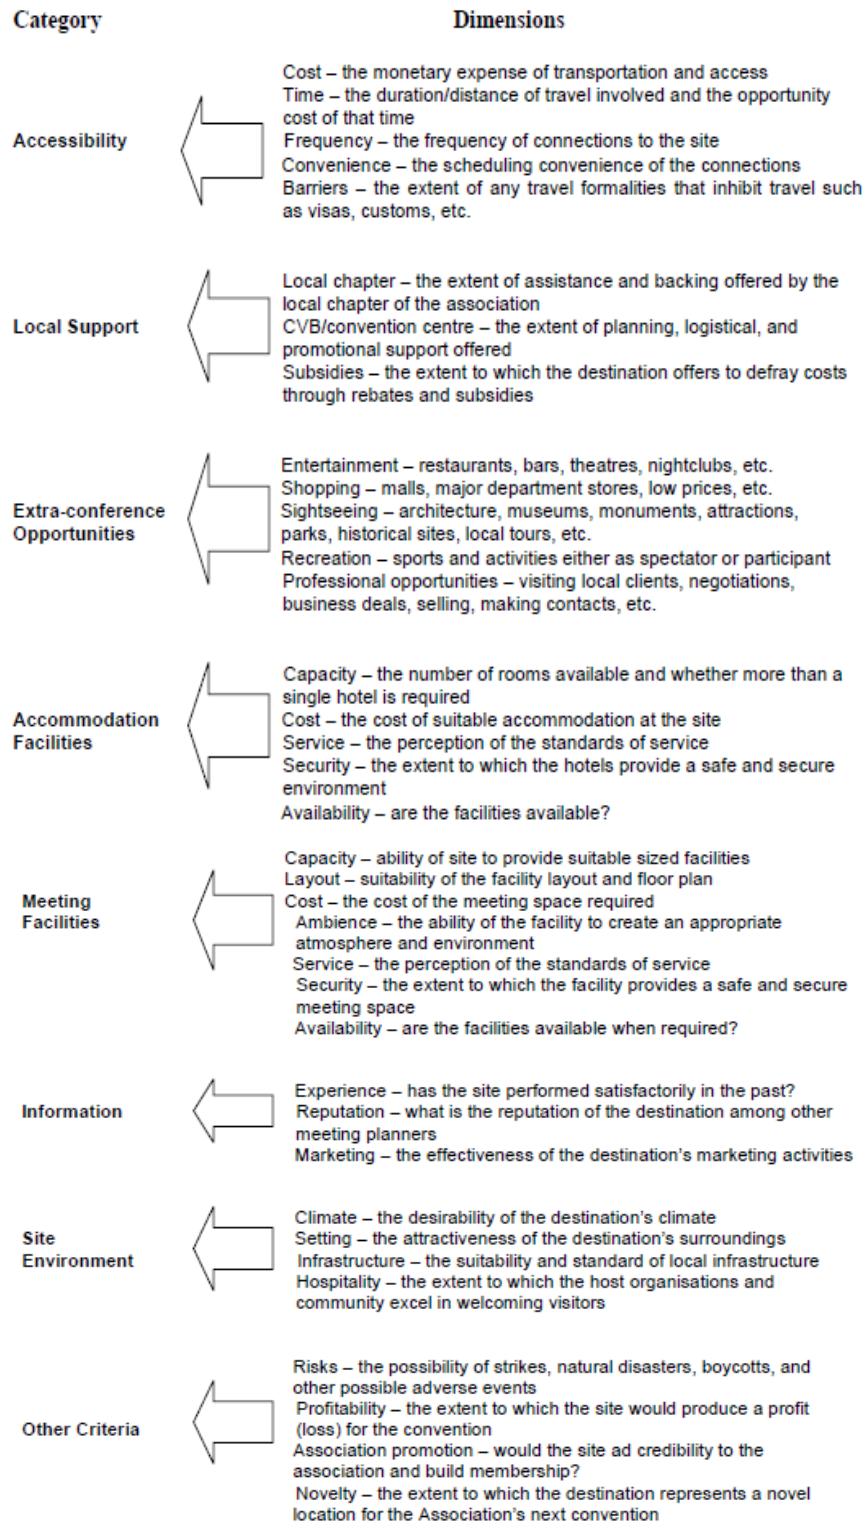 Category Dimensions
Cost – the monetary expense of transportation and access
Time – the duration/distance of travel involved and the opportunity
cost of that time
Accessibility
Frequency – the frequency of connections to the site
Convenience – the scheduling convenience of the connections
Barriers – the extent of any travel formalities that inhibit travel such
as visas, customs, etc.
Local chapter – the extent of assistance and backing offered by the
local chapter of the association
Local Support
CVB/convention centre – the extent of planning, logistical, and
promotional support offered
Subsidies – the extent to which the destination offers to defray costs
through rebates and subsidies
Entertainment – restaurants, bars, theatres, nightclubs, etc.
Shopping – malls, major department stores, low prices, etc.
Extra-conference
Opportunities
Sightseeing – architecture, museums, monuments, attractions,
parks, historical sites, local tours, etc.
Recreation – sports and activities either as spectator or participant
Professional opportunities – visiting local clients, negotiations,
business deals, selling, making contacts, etc.
Capacity – the number of rooms available and whether more than a
single hotel is required
Accommodation
Facilities
Cost – the cost of suitable accommodation at the site
Service – the perception of the standards of service
Security – the extent to which the hotels provide a safe and secure
environment
Availability – are the facilities available?
Capacity – ability of site to provide suitable sized facilities
Layout – suitability of the facility layout and floor plan
Meeting
Facilities
Cost – the cost of the meeting space required
Ambience – the ability of the facility to create an appropriate
atmosphere and environment
Service – the perception of the standards of service
Security – the extent to which the facility provides a safe and secure
meeting space
Availability – are the facilities available when required?
Information
Experience – has the site performed satisfactorily in the past?
Reputation – what is the reputation of the destination among other
meeting planners
Marketing – the effectiveness of the destination's marketing activities
Site
Environment
Climate – the desirability of the destination's climate
Setting – the attractiveness of the destination's surroundings
Infrastructure – the suitability and standard of local infrastructure
Hospitality – the extent to which the host organisations and
community excel in welcoming visitors
Other Criteria
Risks – the possibility of strikes, natural disasters, boycotts, and
other possible adverse events
Profitability – the extent to which the site would produce a profit
(loss) for the convention
Association promotion – would the site ad credibility to the
association and build membership?
Novelty – the extent to which the destination represents a novel
location for the Association's next convention